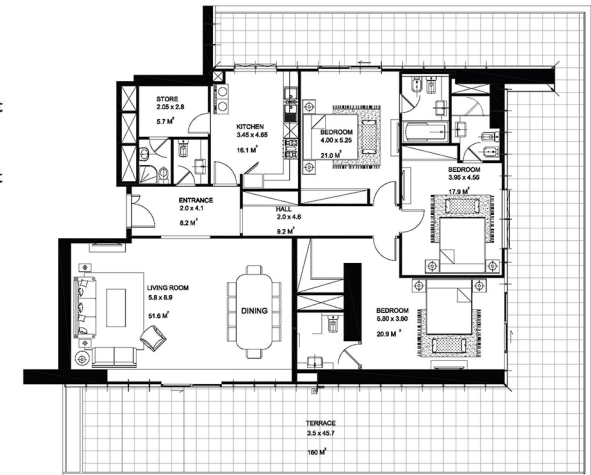 STORE
2.05 x 2.8
5.7 M²
KITCHEN
3.45 x 4.65
16.1 M²
BEDROOM
4.00 x 5.25
21.0 M²
BEDROOM
3.95 x 4.55
17.9 M²
ENTRANCE
2.0 x 4.1
8.2 M²
HALL
2.0 x 4.6
9.2 M²
LIVING ROOM
5.8 x 8.9
51.6 M²
DINING
BEDROOM
5.80 x 3.60
20.9 M²
TERRACE
3.5 x 45.7
160 M²